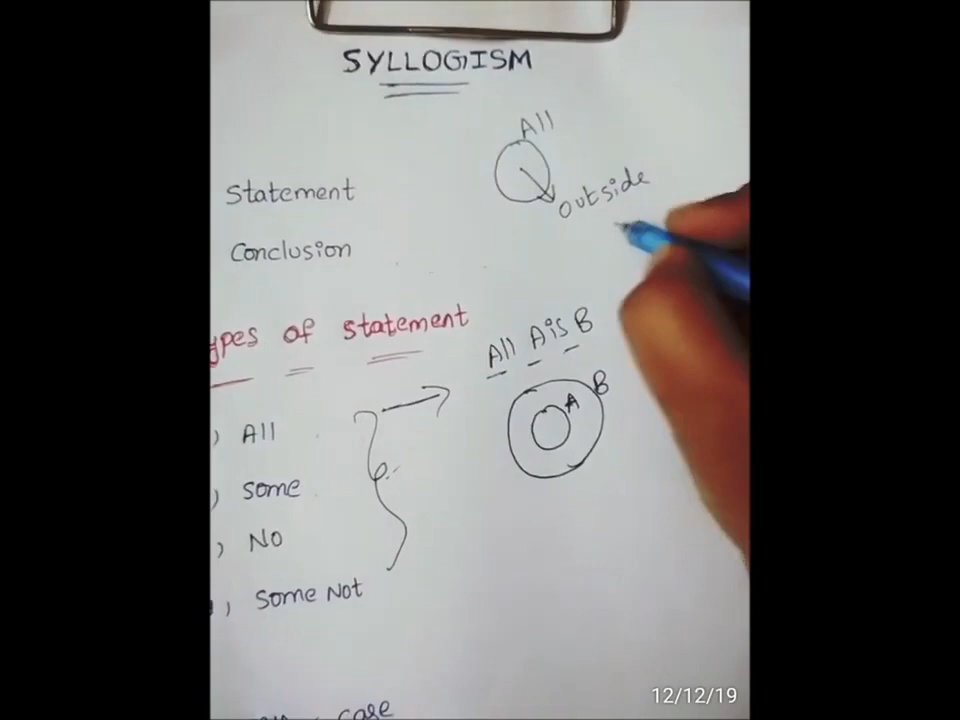 SYLLOGISM
All
Outside
Statement
Conclusion
ypes of statement
All A is B
B
A
) All
) Some
) No
) Some Not
case
12/12/19